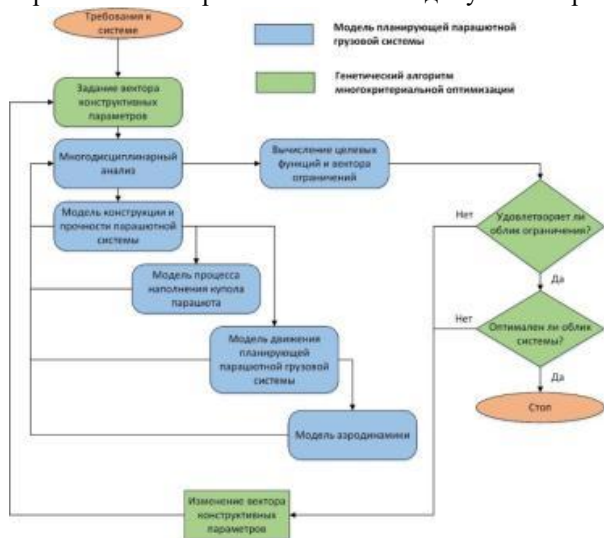 Требования к
системе
Модель планирующей парашютной
грузовой системы
Генетический алгоритм
многокритериальной оптимизации
Задание вектора
конструктивных
параметров
Многодисциплинарный
анализ
Вычисление целевых
функций и вектора
ограничений
Модель конструкции и
прочности парашютной
системы
Модель процесса
наполнения купола
парашюта
Модель движения
планирующей
парашютной грузовой
системы
Модель аэродинамики
Нет
Удовлетворяет ли
облик ограничения?
Да
Нет
Оптимален ли облик
системы?
Да
Стоп
Изменение вектора
конструктивных
параметров